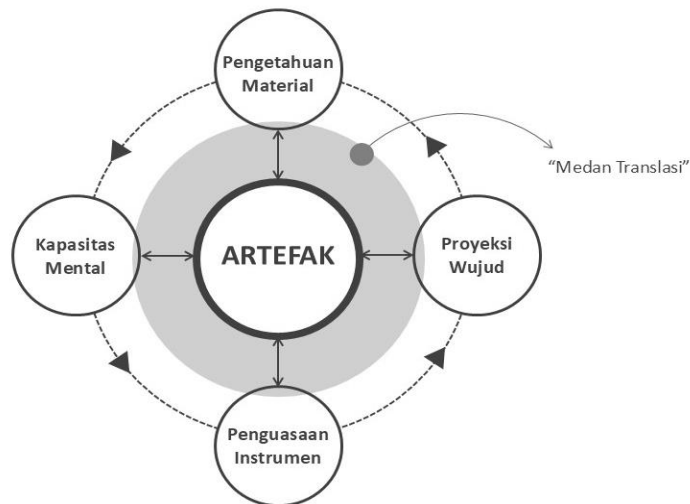 Pengetahuan
Material
“Medan Translasi”
Kapasitas
Mental
ARTEFAK
Proyeksi
Wujud
Penguasaan
Instrumen